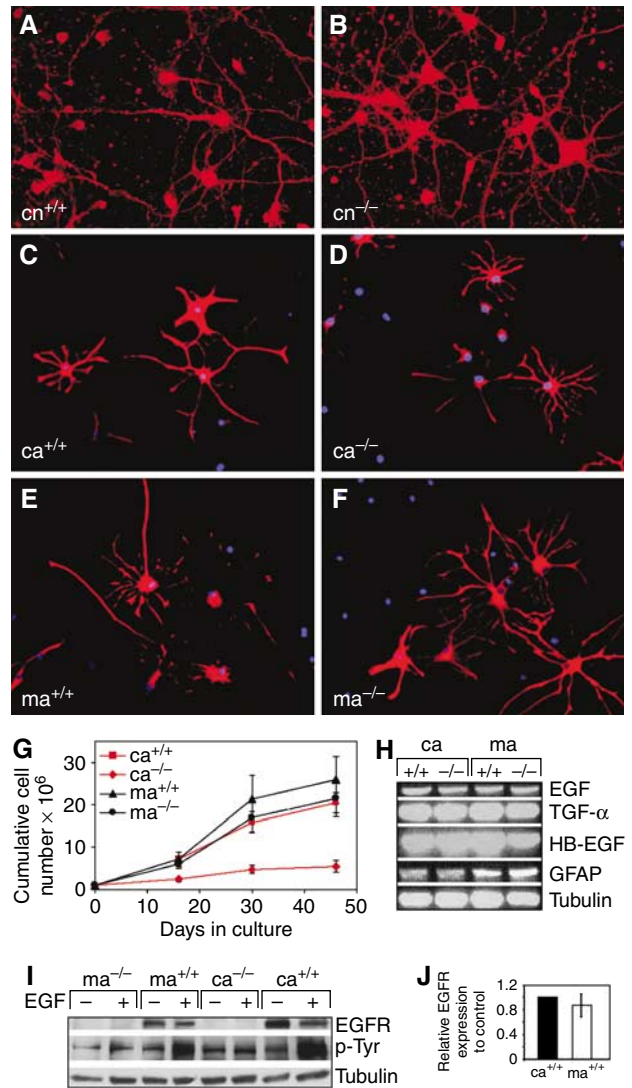 A
cn+/+
B
cn−/−
C
ca+/+
D
ca−/−
E
ma+/+
F
ma−/−
G
ca+/+
ca−/−
ma+/+
ma−/−
Cumulative cell
number × 10⁶
30
20
10
0
0 10 20 30 40 50
Days in culture
H
ca ma
+/+ −/− +/+ −/−
EGF
TGF-α
HB-EGF
GFAP
Tubulin
I
ma−/− ma+/+ ca−/− ca+/+
EGF − + − + − + − +
EGFR
p-Tyr
Tubulin
J
Relative EGFR
expression
to control
1.2
0.8
0.4
0
ca+/+ ma+/+